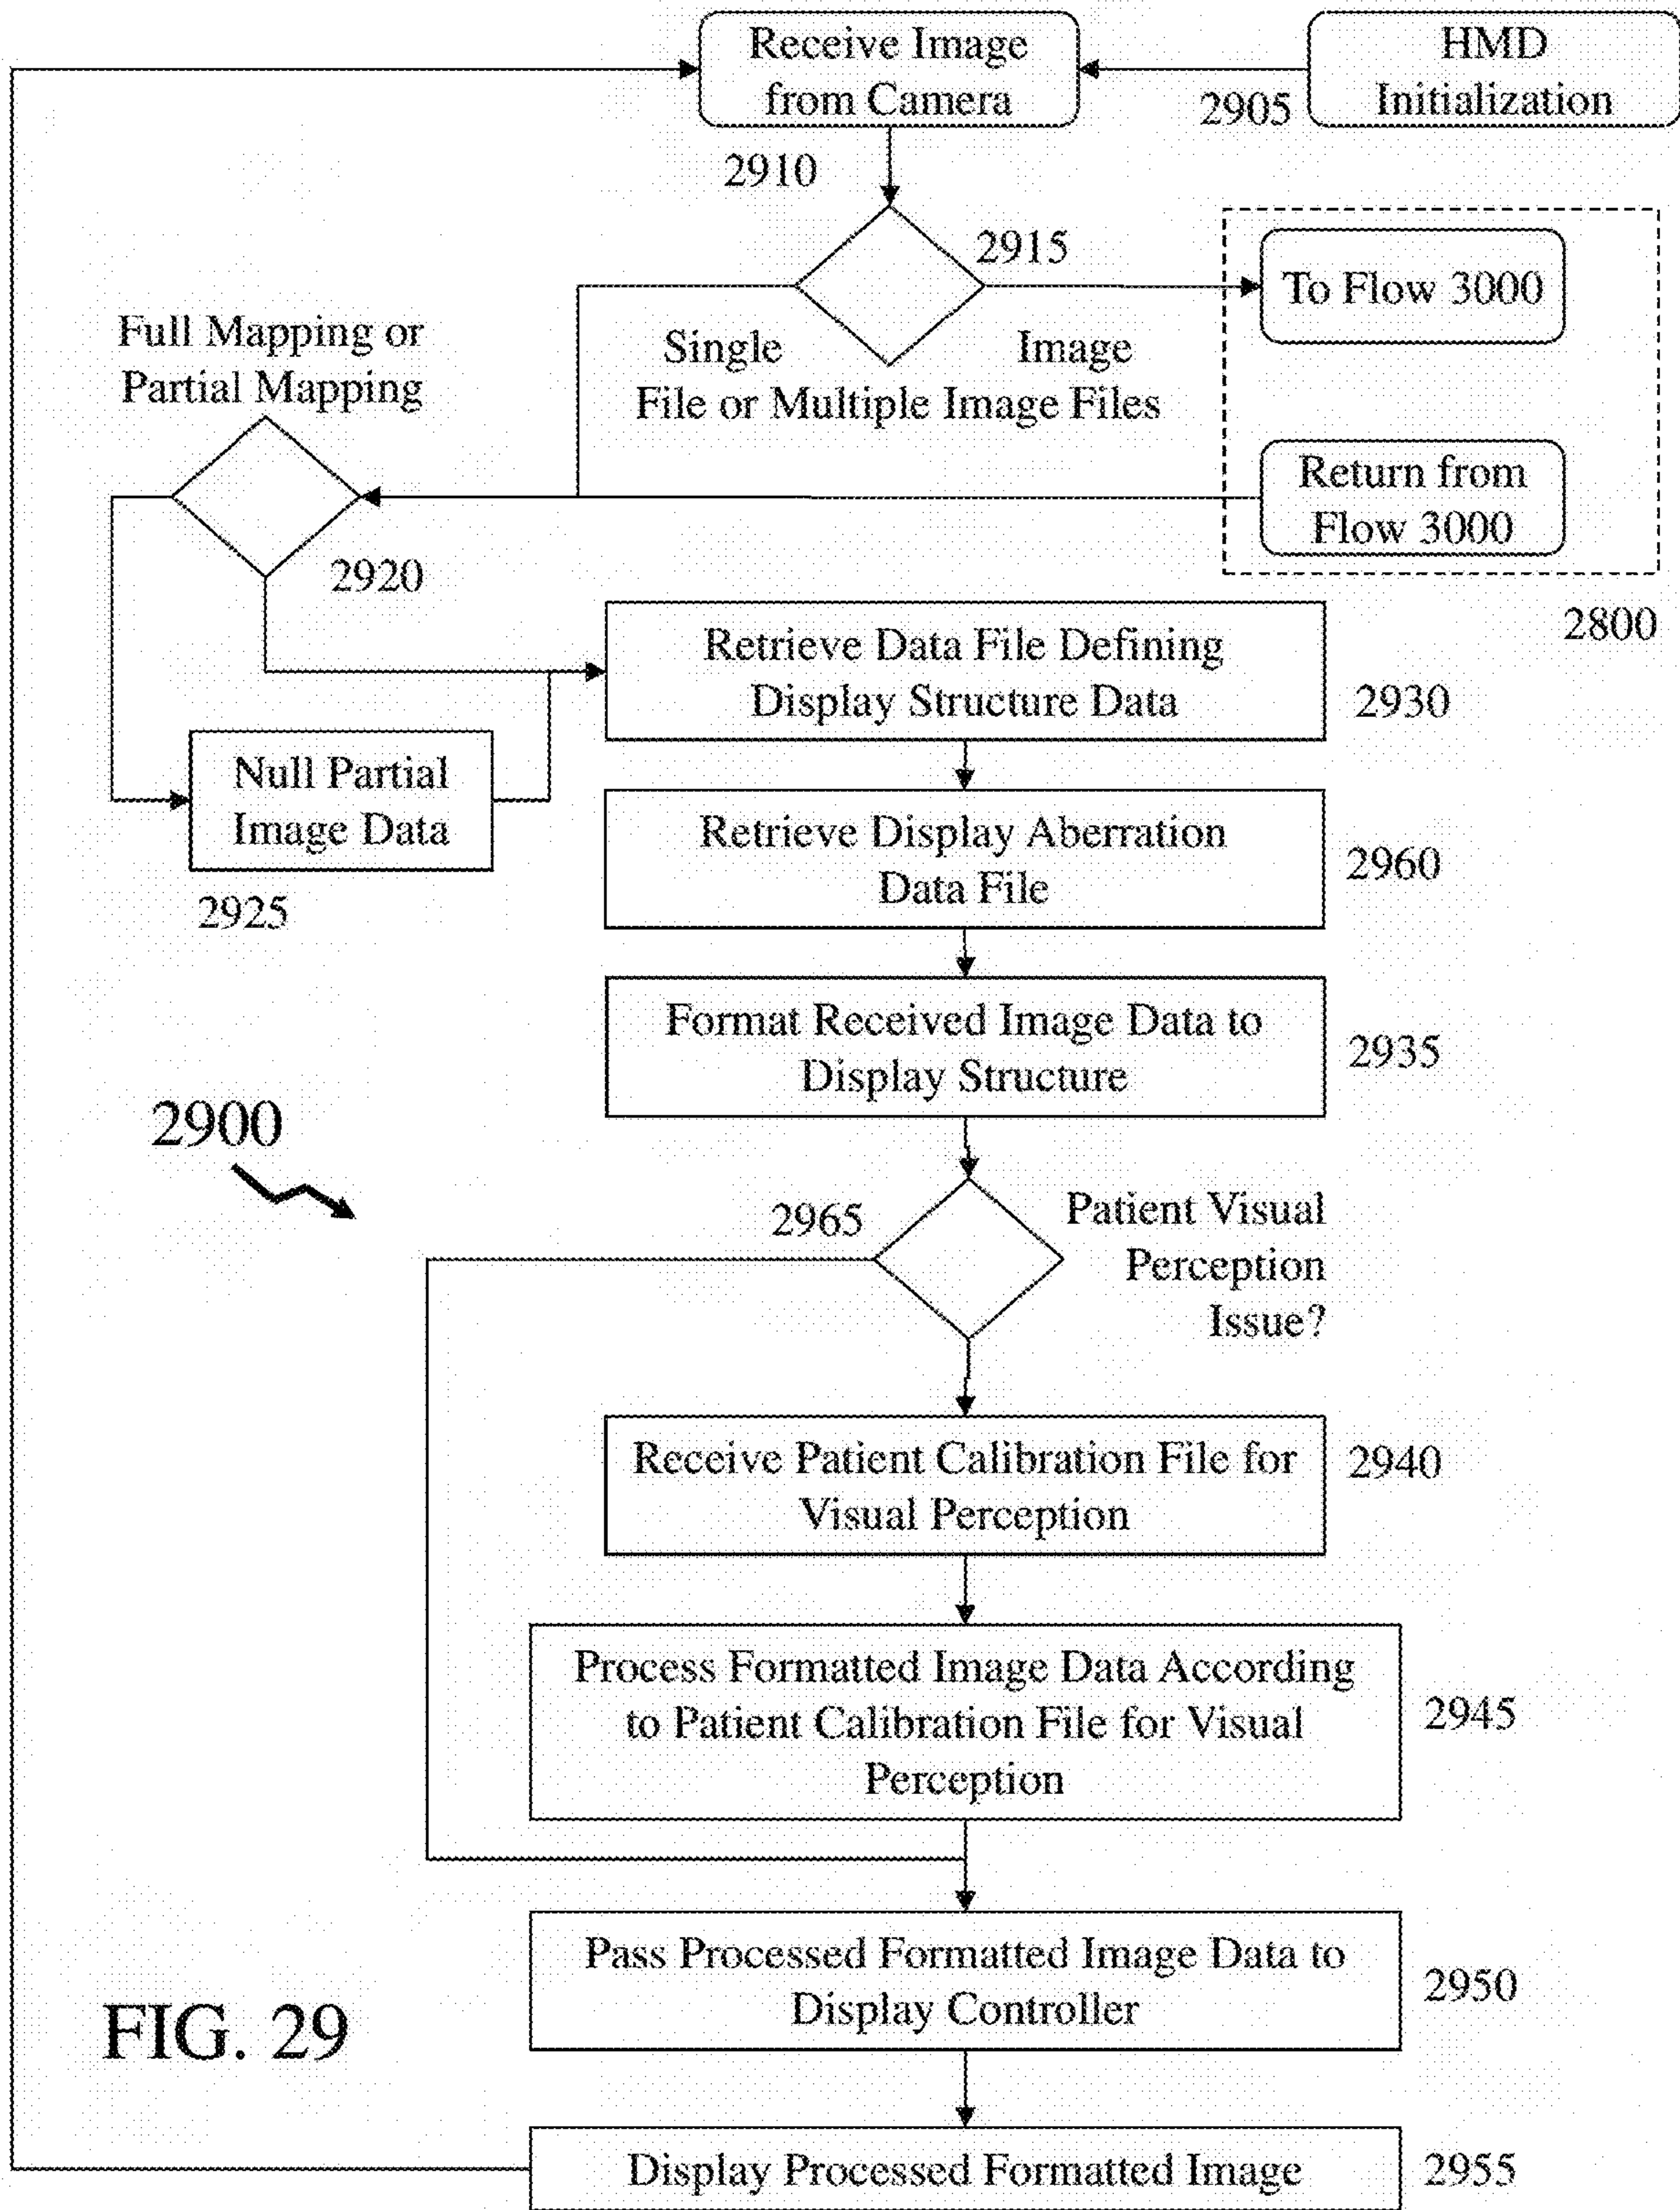 Receive Image
from Camera
HMD
Initialization
2905
2910
2915
To Flow 3000
Single Image
File or Multiple Image Files
Full Mapping or
Partial Mapping
Return from
Flow 3000
2920
2800
Retrieve Data File Defining
Display Structure Data
2930
Null Partial
Image Data
2925
Retrieve Display Aberration
Data File
2960
Format Received Image Data to
Display Structure
2935
2900
2965
Patient Visual
Perception
Issue?
Receive Patient Calibration File for
Visual Perception
2940
Process Formatted Image Data According
to Patient Calibration File for Visual
Perception
2945
Pass Processed Formatted Image Data to
Display Controller
2950
FIG. 29
Display Processed Formatted Image
2955